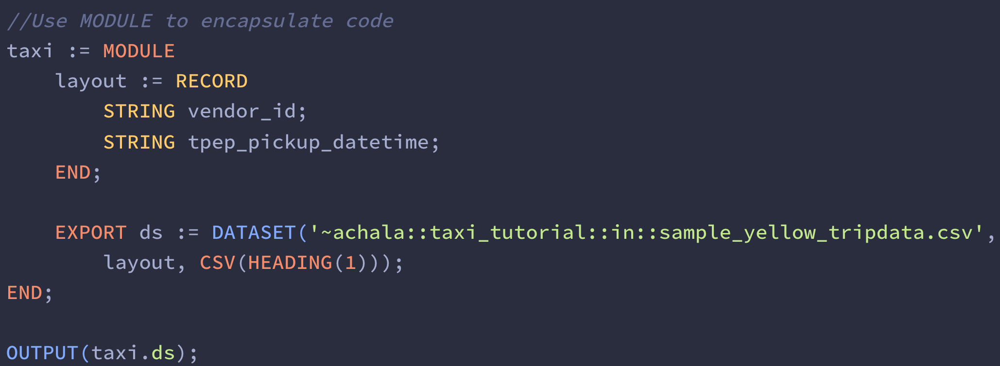 //Use MODULE to encapsulate code
taxi := MODULE
    layout := RECORD
        STRING vendor_id;
        STRING tpep_pickup_datetime;
    END;

    EXPORT ds := DATASET('~achala::taxi_tutorial::in::sample_yellow_tripdata.csv',
        layout, CSV(HEADING(1)));
END;

OUTPUT(taxi.ds);